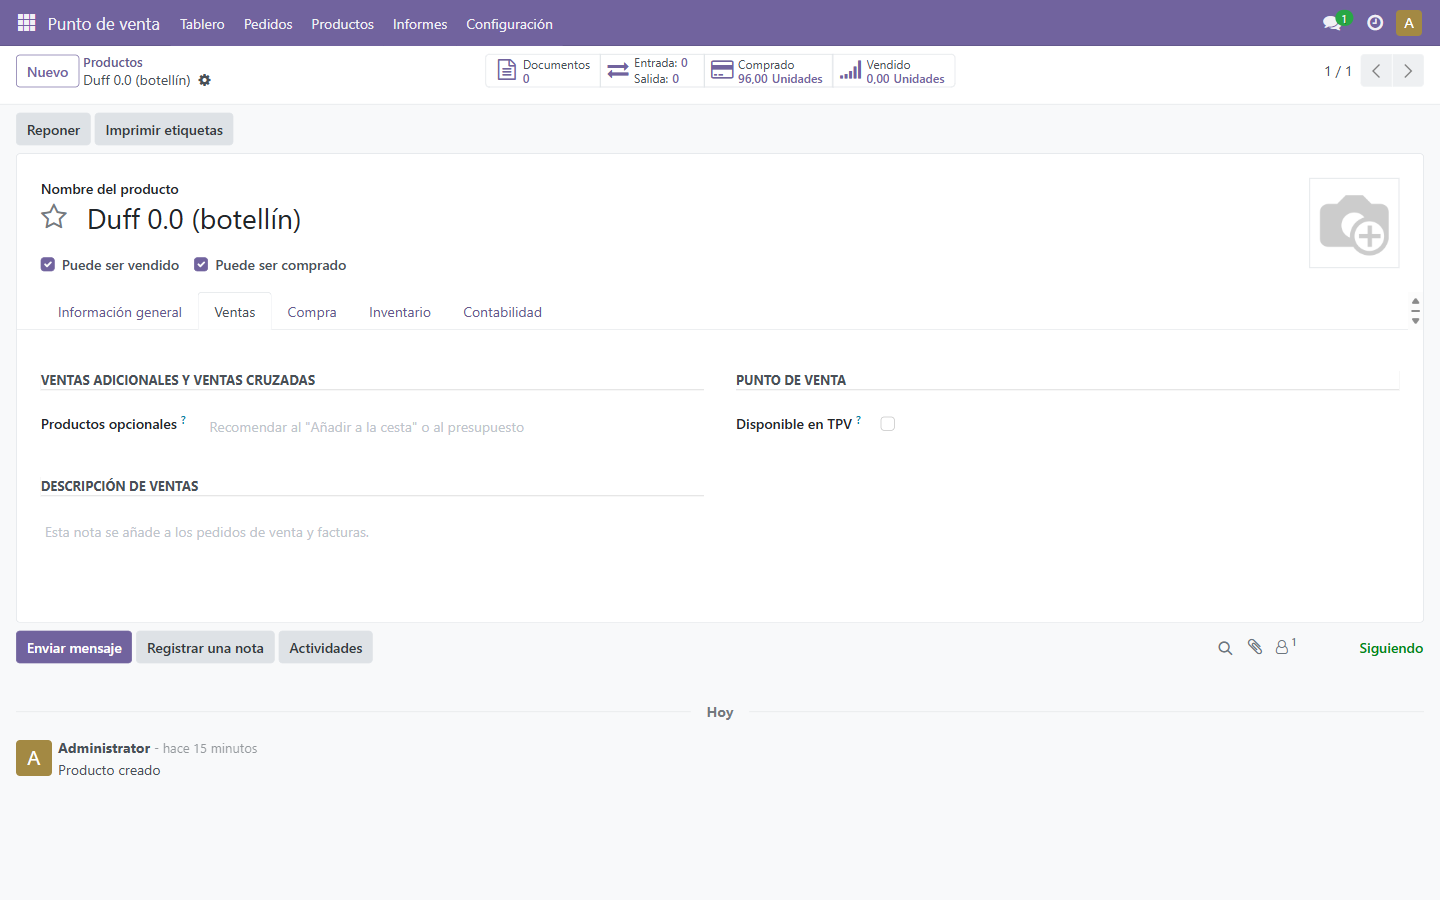 Punto de venta Tablero Pedidos Productos Informes Configuración 1 A
Nuevo
Productos
Duff 0.0 (botellín)
Documentos
0
Entrada: 0
Salida: 0
Comprado
96,00 Unidades
Vendido
0,00 Unidades
1 / 1
Reponer Imprimir etiquetas
Nombre del producto
Duff 0.0 (botellín)
Puede ser vendido Puede ser comprado
Información general Ventas Compra Inventario Contabilidad
VENTAS ADICIONALES Y VENTAS CRUZADAS
Productos opcionales ? Recomendar al "Añadir a la cesta" o al presupuesto
PUNTO DE VENTA
Disponible en TPV ?
DESCRIPCIÓN DE VENTAS
Esta nota se añade a los pedidos de venta y facturas.
Enviar mensaje Registrar una nota Actividades 1 Siguiendo
Hoy
A
Administrator - hace 15 minutos
Producto creado